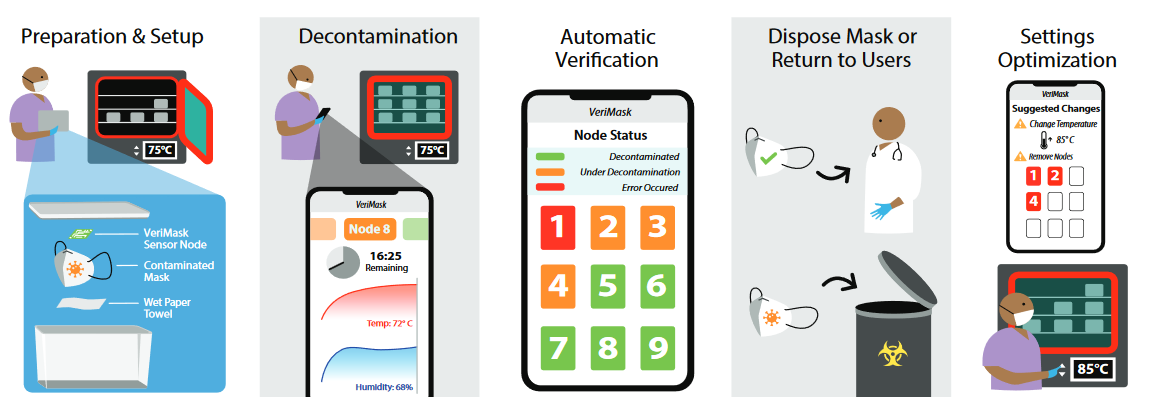 Preparation & Setup
75°C
VeriMask
Sensor Node
Contaminated
Mask
Wet Paper
Towel
Decontamination
75°C
VeriMask
Node 8
16:25
Remaining
Temp: 72° C
Humidity: 68%
Automatic
Verification
VeriMask
Node Status
Decontaminated
Under Decontamination
Error Occured
1 2 3
4 5 6
7 8 9
Dispose Mask or
Return to Users
Settings
Optimization
VeriMask
Suggested Changes
Change Temperature
85° C
Remove Nodes
1 2
4
85°C